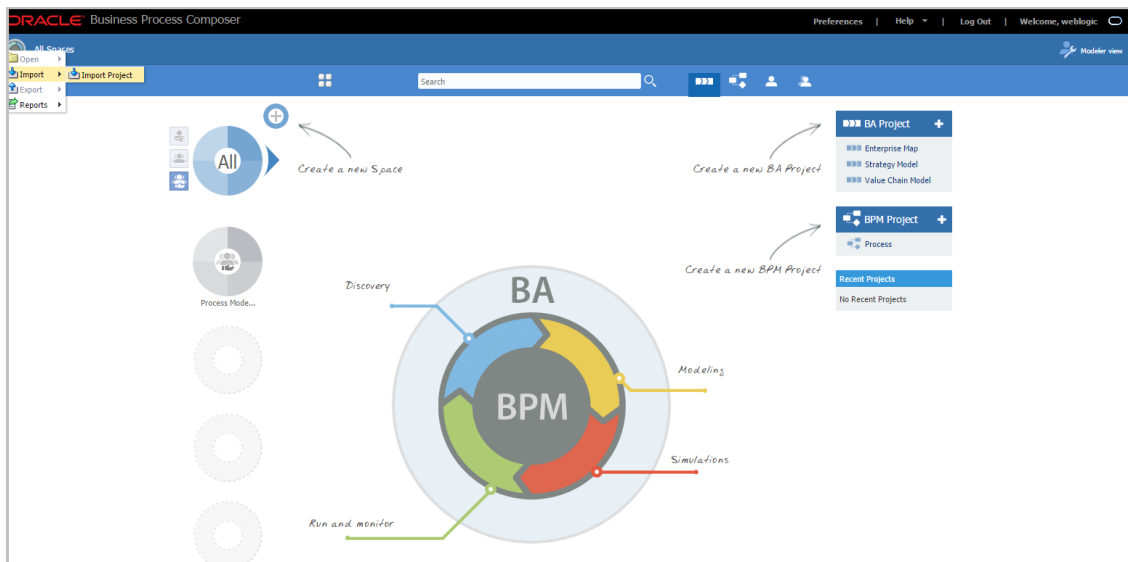 ORACLE Business Process Composer
Preferences | Help | Log Out | Welcome, weblogic
All Spaces
Modeler view
Open
Import
Import Project
Export
Reports
Search
All
Create a new Space
Process Mode...
Create a new BA Project
BA Project
Enterprise Map
Strategy Model
Value Chain Model
Create a new BPM Project
BPM Project
Process
Recent Projects
No Recent Projects
BA
BPM
Discovery
Modeling
Simulations
Run and monitor